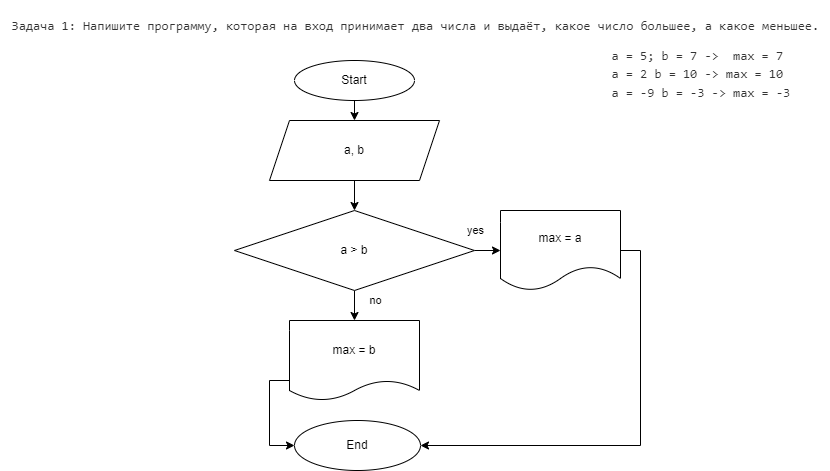 Задача 1: Напишите программу, которая на вход принимает два числа и выдаёт, какое число большее, а какое меньшее.
a = 5; b = 7 -> max = 7
a = 2 b = 10 -> max = 10
a = -9 b = -3 -> max = -3
Start
a, b
a > b
yes
max = a
no
max = b
End